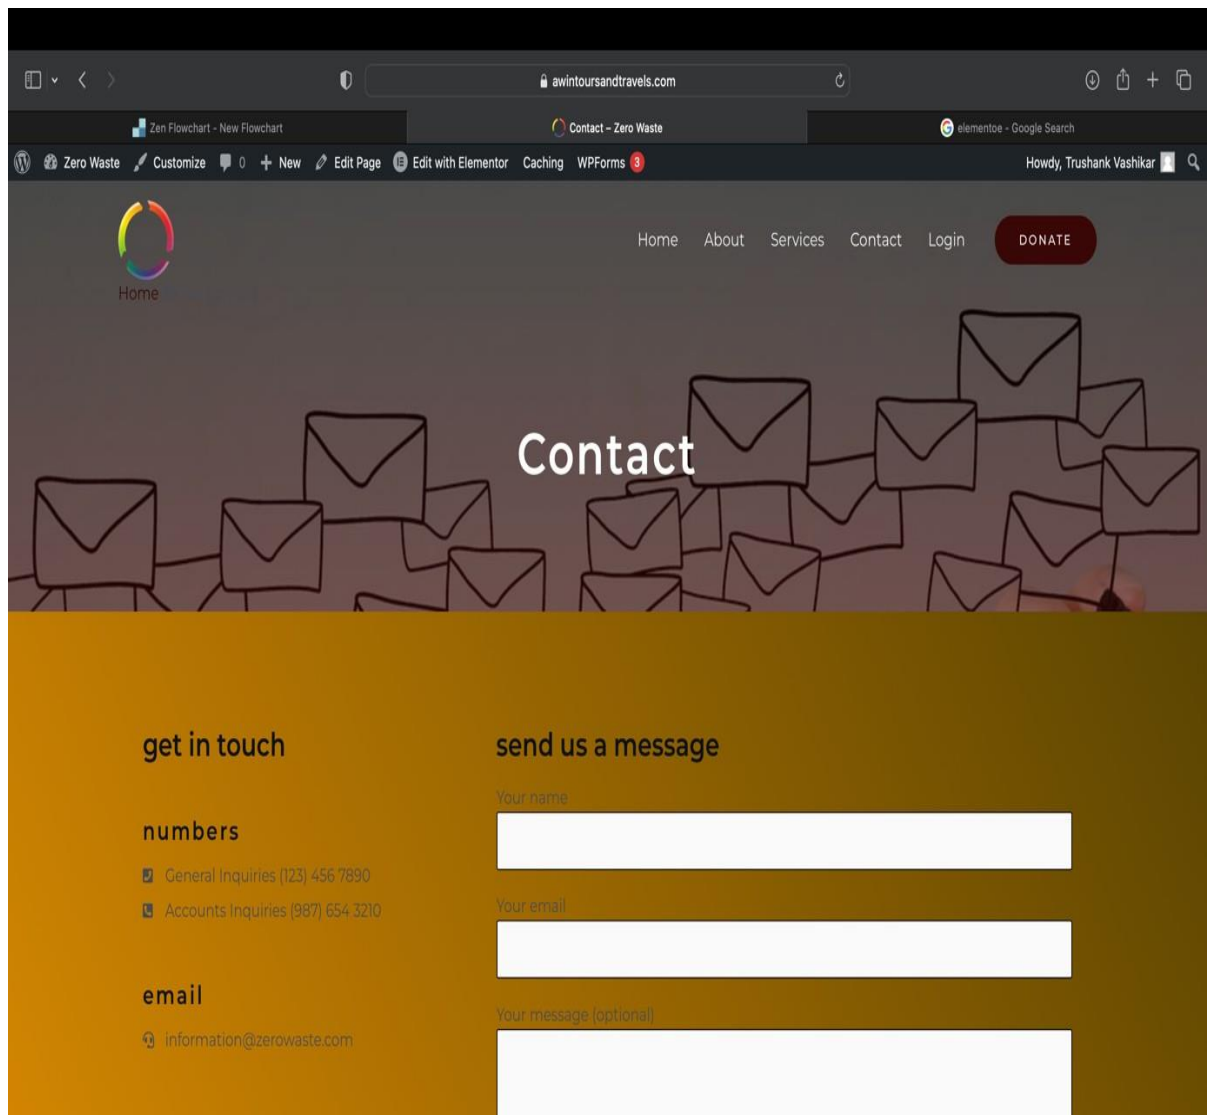 awintoursandtravels.com
Zen Flowchart - New Flowchart
Contact – Zero Waste
elementoe - Google Search
Zero Waste Customize 0 New Edit Page Edit with Elementor Caching WPForms 3 Howdy, Trushank Vashikar
Home About Services Contact Login DONATE
Home
Contact
get in touch
send us a message
Your name
numbers
General Inquiries (123) 456 7890
Accounts Inquiries (987) 654 3210
Your email
email
information@zerowaste.com
Your message (optional)